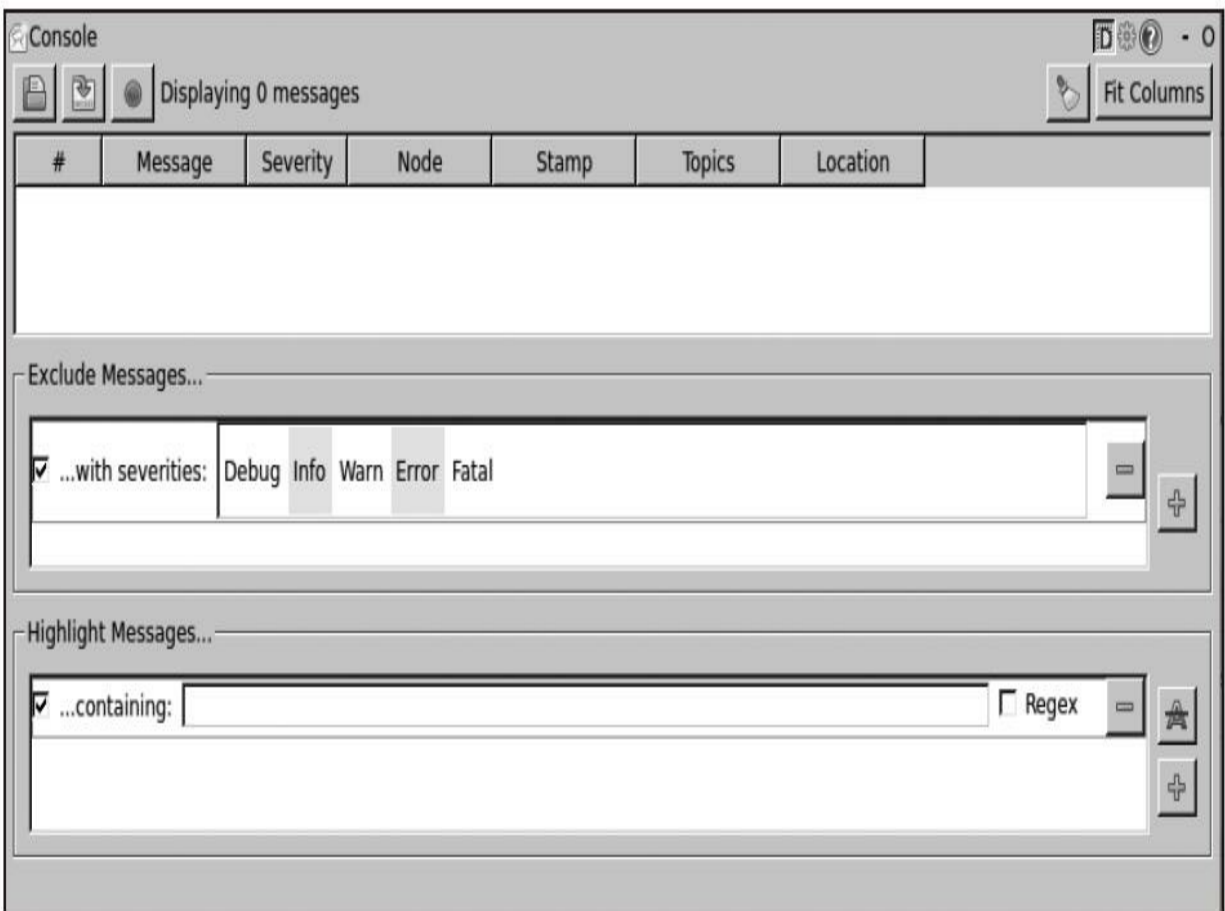 Console D ? - O
Displaying 0 messages Fit Columns
# Message Severity Node Stamp Topics Location
Exclude Messages...
...with severities: Debug Info Warn Error Fatal
Highlight Messages...
...containing: Regex